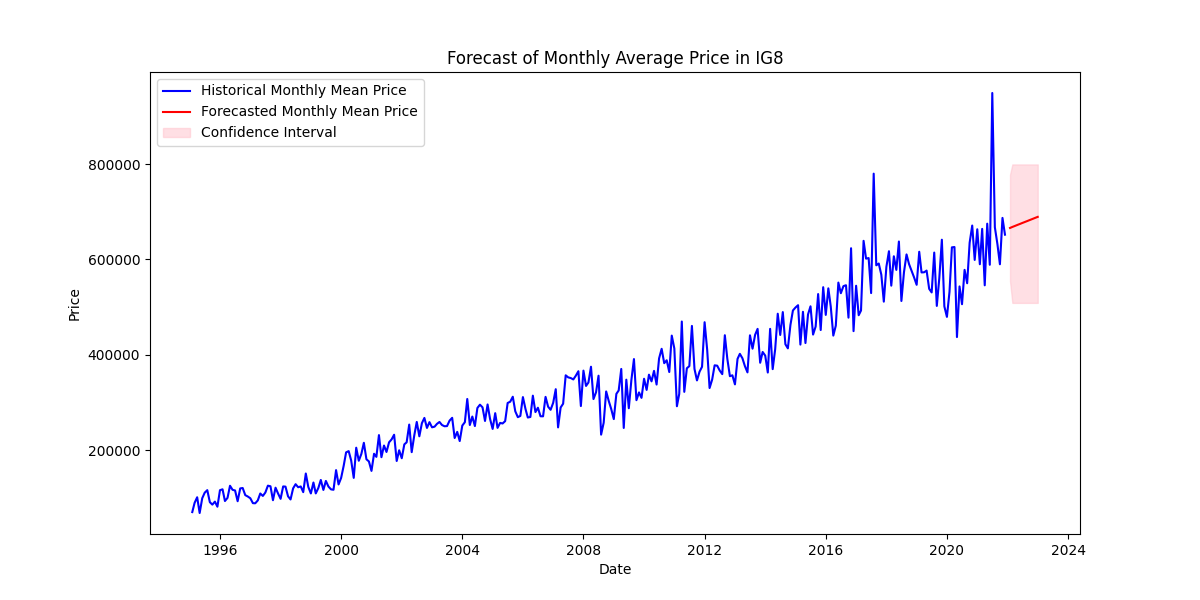 Forecast of Monthly Average Price in IG8
Historical Monthly Mean Price
Forecasted Monthly Mean Price
Confidence Interval
800000
600000
400000
200000
Price
1996 2000 2004 2008 2012 2016 2020 2024
Date